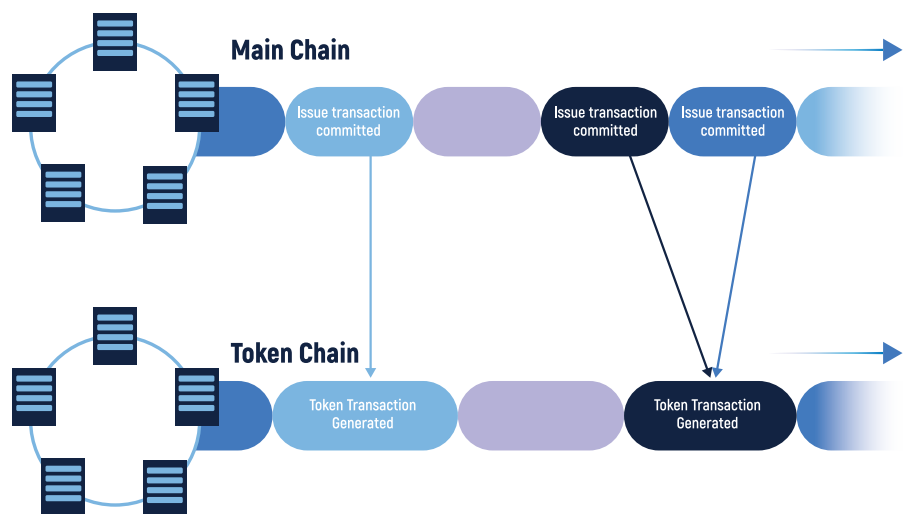 Main Chain
Issue transaction
committed
Issue transaction
committed
Issue transaction
committed
Token Chain
Token Transaction
Generated
Token Transaction
Generated